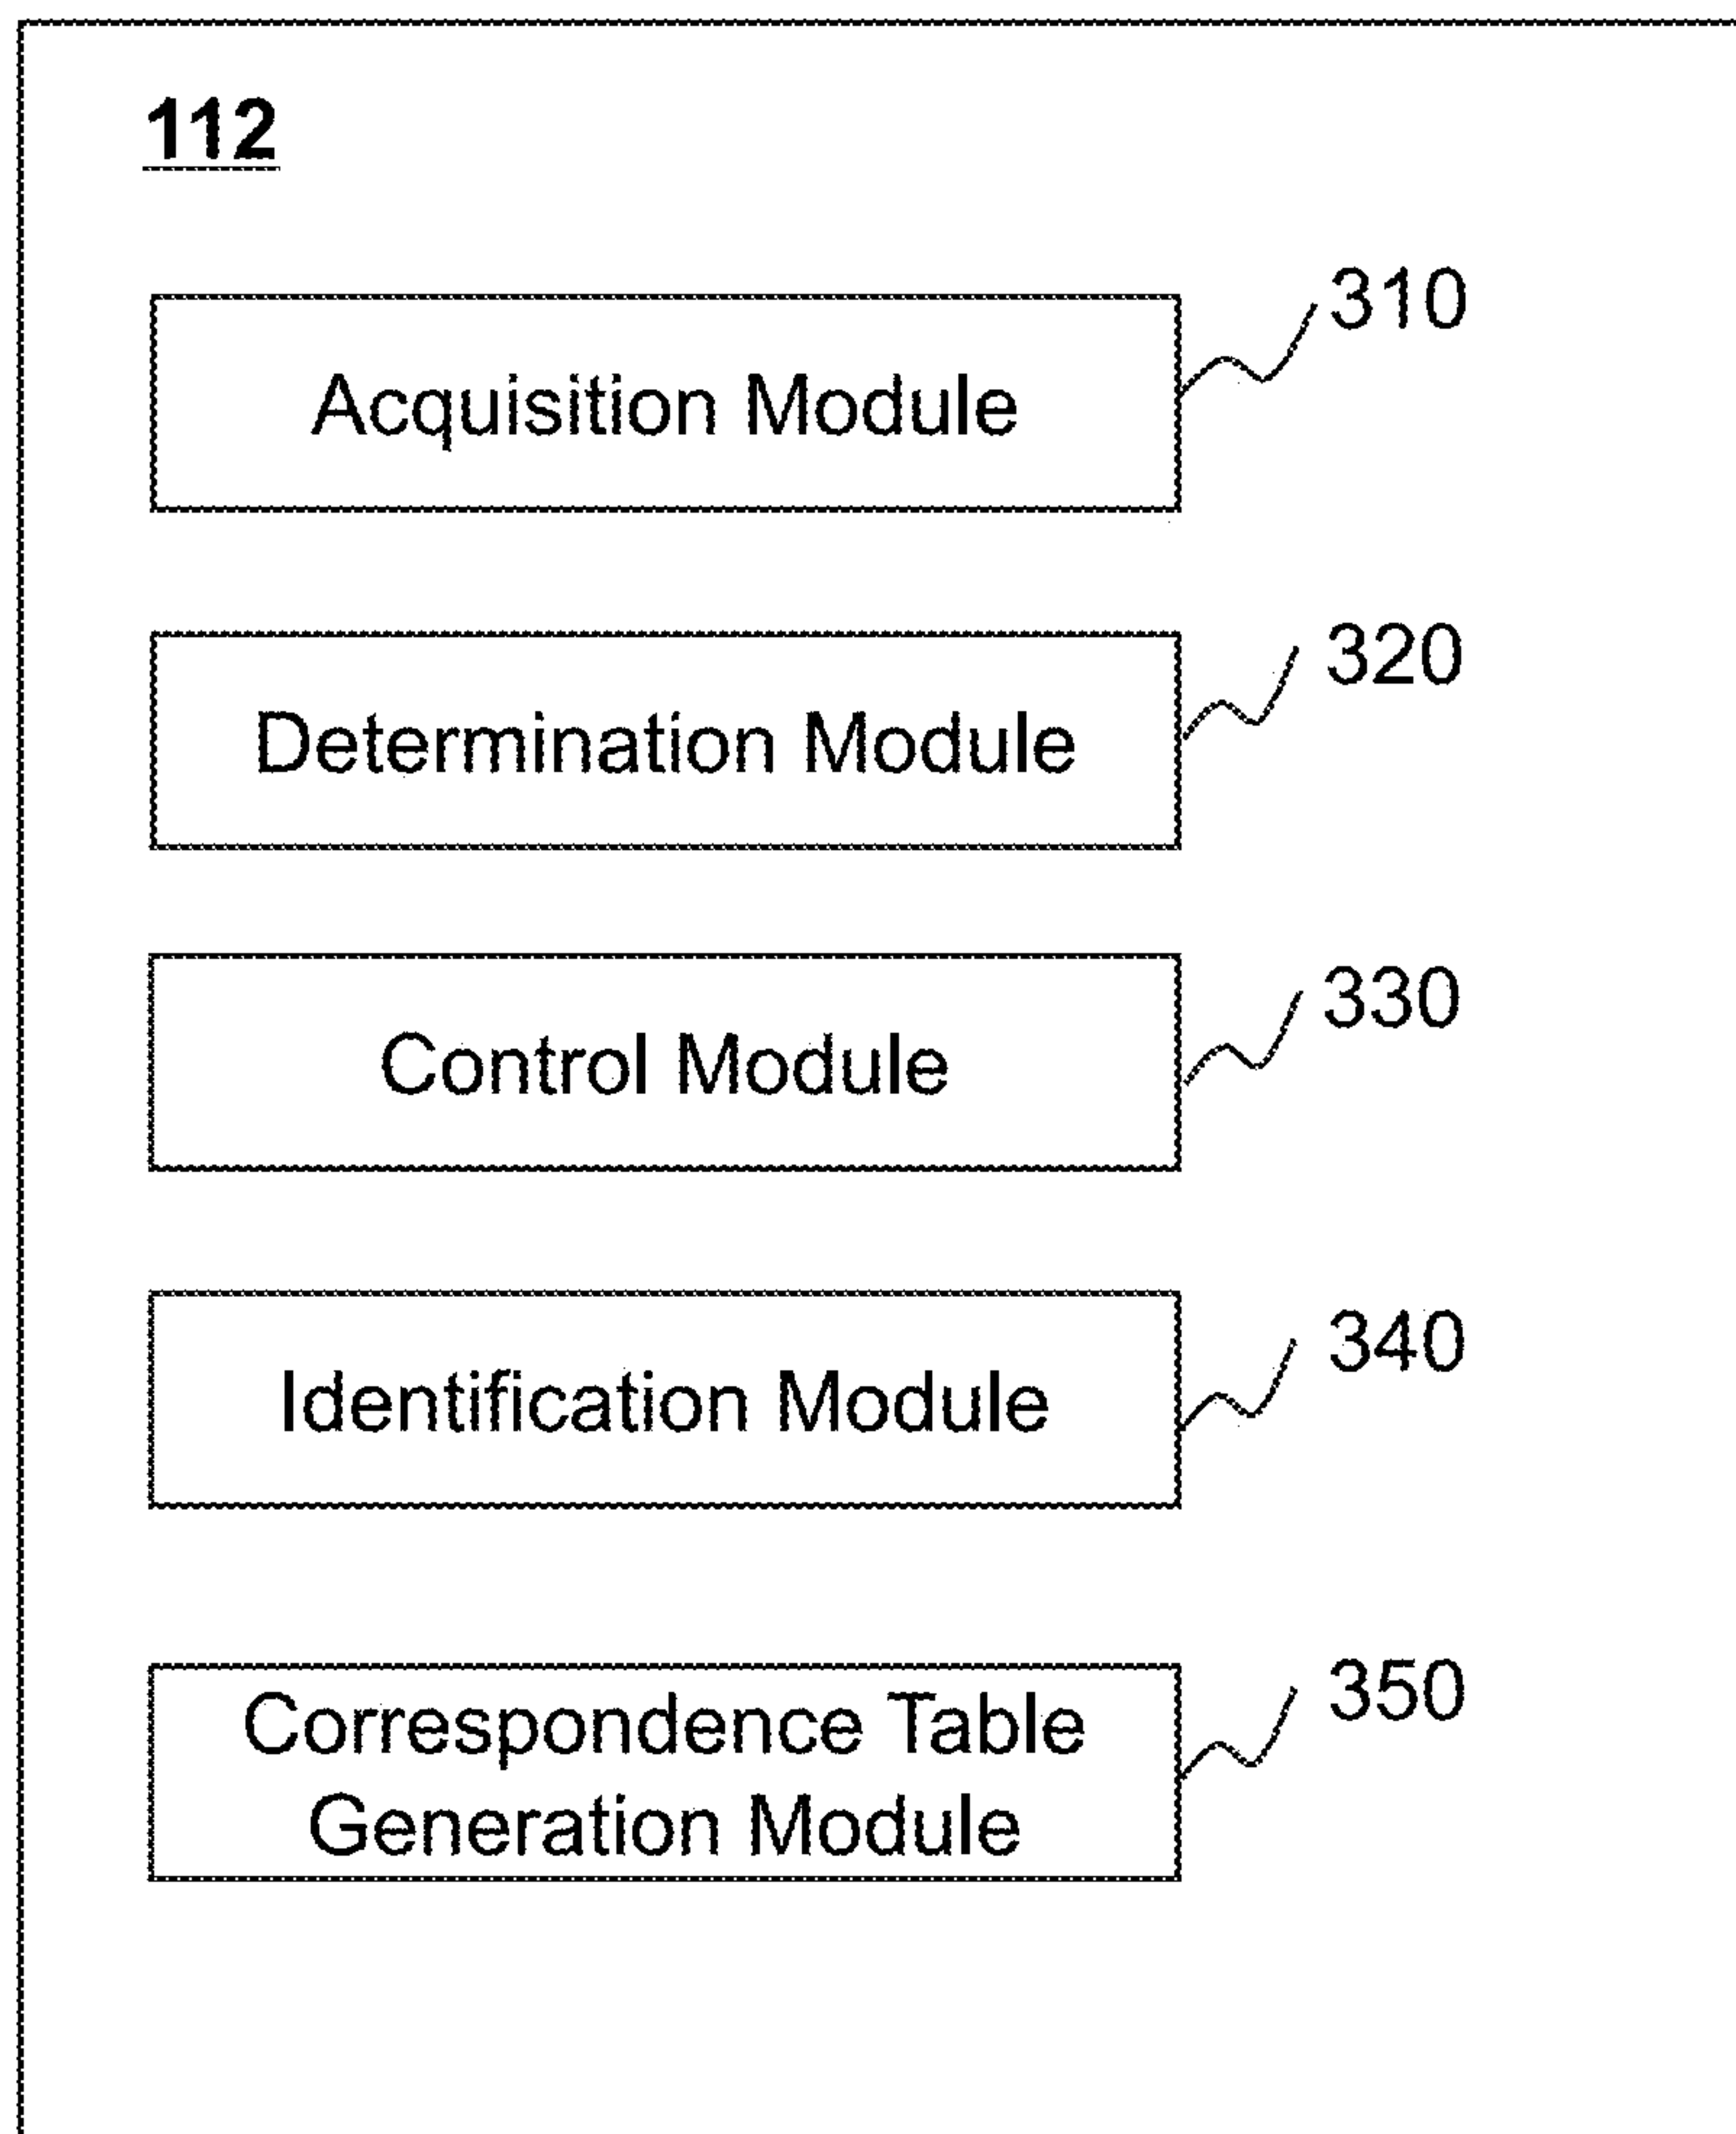 112
310
Acquisition Module
320
Determination Module
330
Control Module
340
Identification Module
350
Correspondence Table
Generation Module